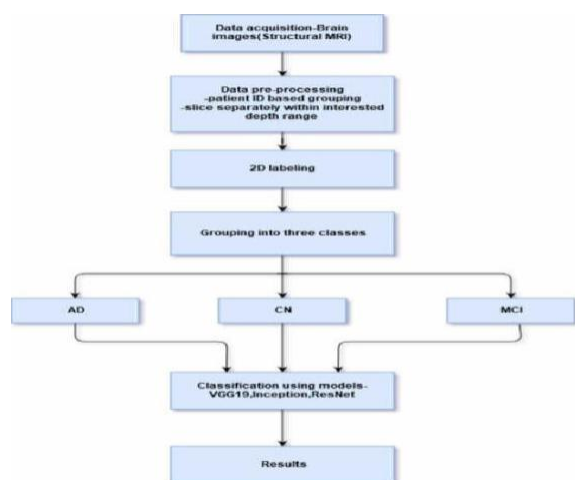 Data acquisition-Brain
images(Structural MRI)
Data pre-processing
-patient ID based grouping
-slice separately within interested
depth range
2D labeling
Grouping into three classes
AD
CN
MCI
Classification using models-
VGG19,Inception,ResNet
Results